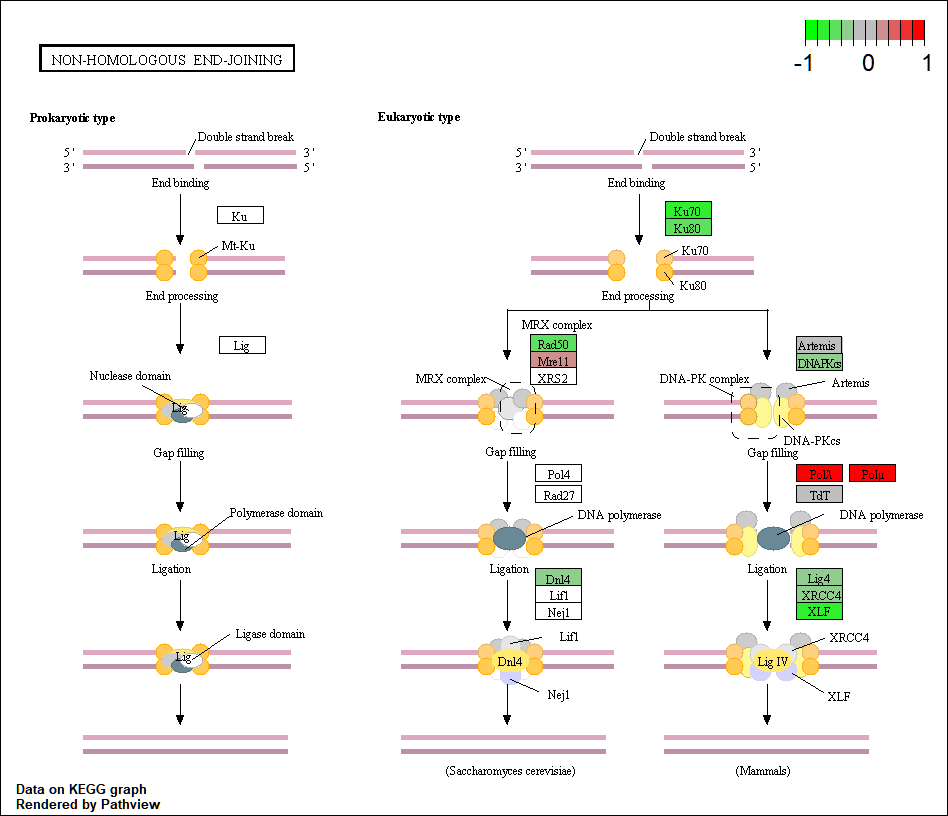 NON-HOMOLOGOUS END-JOINING
-1 0 1
Prokaryotic type
Double strand break
5' 3'
3' 5'
End binding
Ku
Mt-Ku
End processing
Lig
Nuclease domain
Lig
Gap filling
Polymerase domain
Lig
Ligation
Ligase domain
Lig
Eukaryotic type
Double strand break
5' 3'
3' 5'
End binding
Ku70
Ku80
Ku70
Ku80
End processing
MRX complex
Rad50
Mre11
XRS2
MRX complex
Gap filling
Pol4
Rad27
DNA polymerase
Ligation
Dnl4
Lif1
Nej1
Lif1
Dnl4
Nej1
(Saccharomyces cerevisiae)
Artemis
DNAPKcs
DNA-PK complex
Artemis
DNA-PKcs
Gap filling
Polλ Polμ
TdT
DNA polymerase
Ligation
Lig4
XRCC4
XLF
XRCC4
Lig IV
XLF
(Mammals)
Data on KEGG graph
Rendered by Pathview